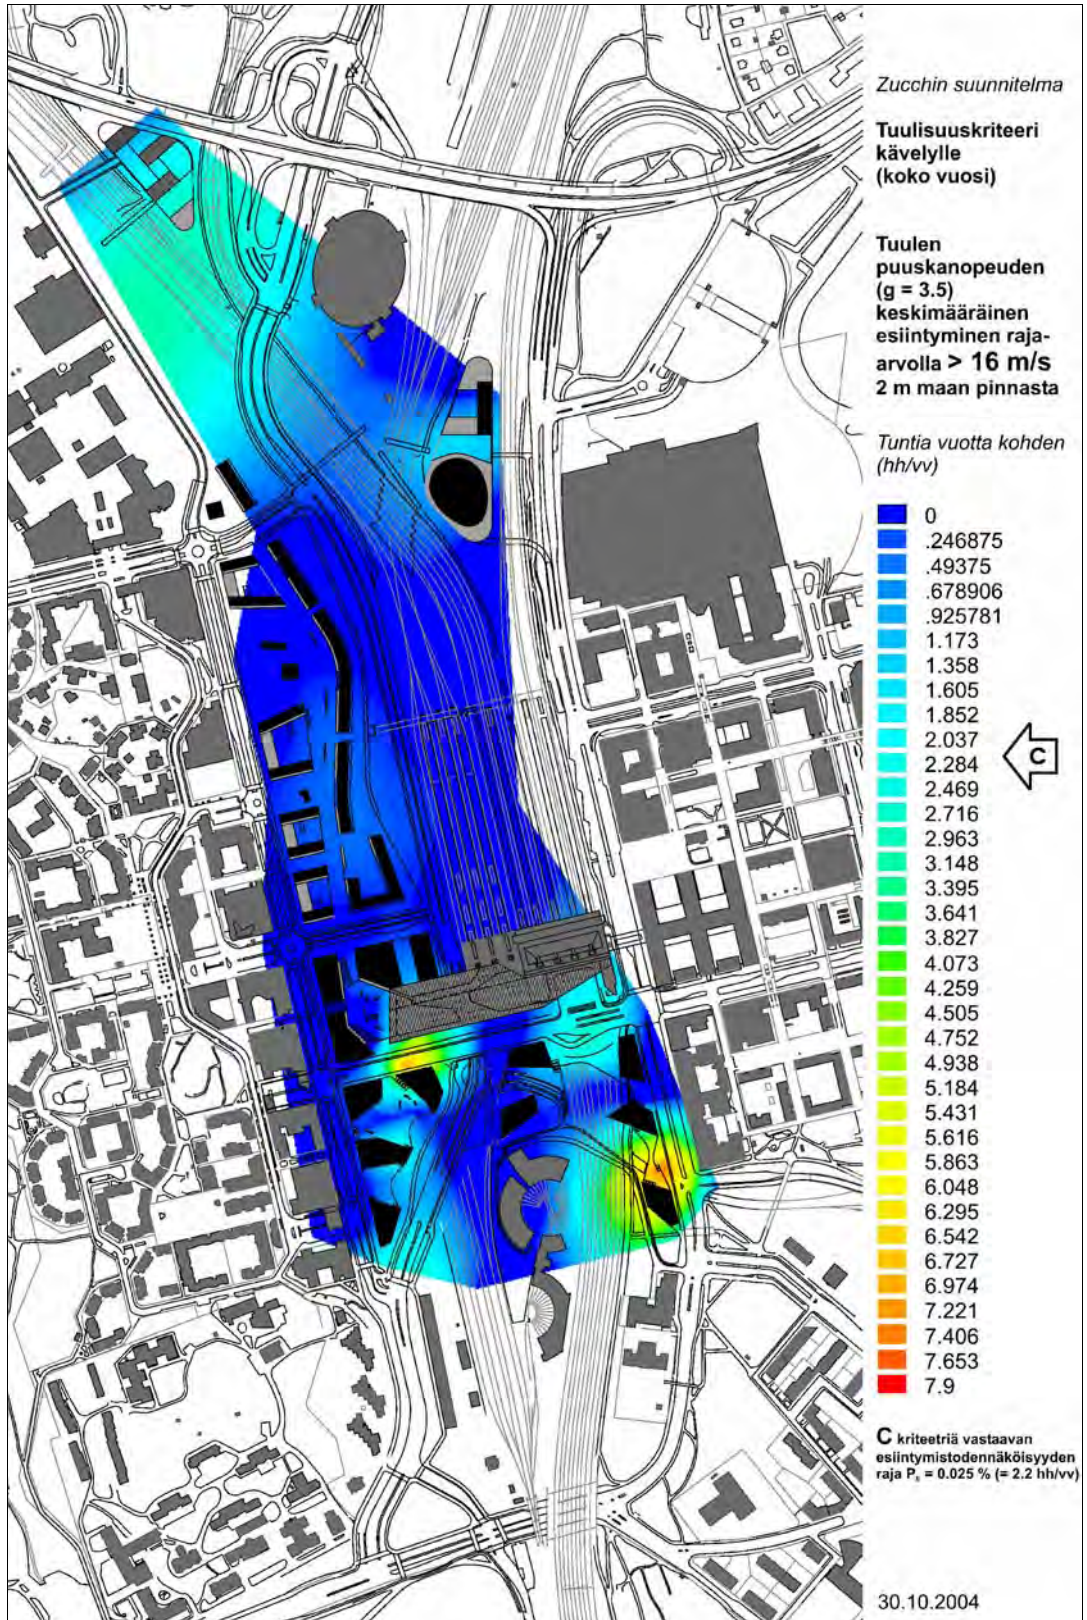 Zucchin suunnitelma
Tuulisuuskriteeri
kävelylle
(koko vuosi)
Tuulen
puuskanopeuden
(g = 3.5)
keskimääräinen
esiintyminen raja-
arvolla > 16 m/s
2 m maan pinnasta
Tuntia vuotta kohden
(hh/vv)
0
.246875
.49375
.678906
.925781
1.173
1.358
1.605
1.852
2.037
2.284
2.469
2.716
2.963
3.148
3.395
3.641
3.827
4.073
4.259
4.505
4.752
4.938
5.184
5.431
5.616
5.863
6.048
6.295
6.542
6.727
6.974
7.221
7.406
7.653
7.9
C
C kriteetriä vastaavan
esiintymistodennäköisyyden
raja Ps = 0.025 % (= 2.2 hh/vv)
30.10.2004